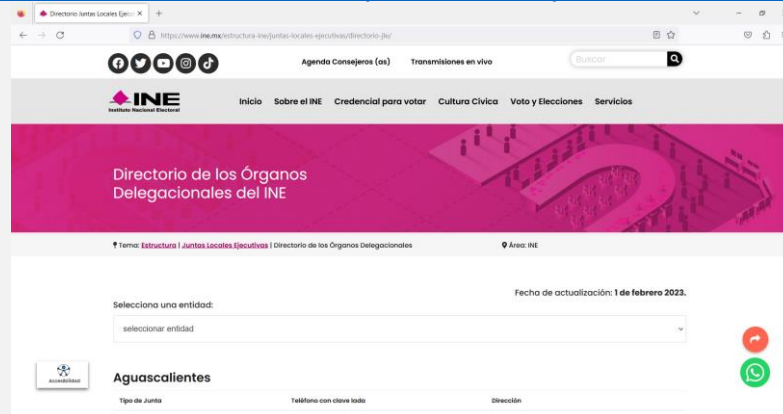 Directorio Juntas Locales Ejecu
https://www.ine.mx/estructura-ine/juntas-locales-ejecutivas/directorio-jle/
Agenda Consejeros (as) Transmisiones en vivo Buscar
INE
Instituto Nacional Electoral
Inicio Sobre el INE Credencial para votar Cultura Cívica Voto y Elecciones Servicios
Directorio de los Órganos
Delegacionales del INE
Tema: Estructura | Juntas Locales Ejecutivas | Directorio de los Órganos Delegacionales Área: INE
Fecha de actualización: 1 de febrero 2023.
Selecciona una entidad:
seleccionar entidad
Accesibilidad
Aguascalientes
Tipo de Junta Teléfono con clave lada Dirección